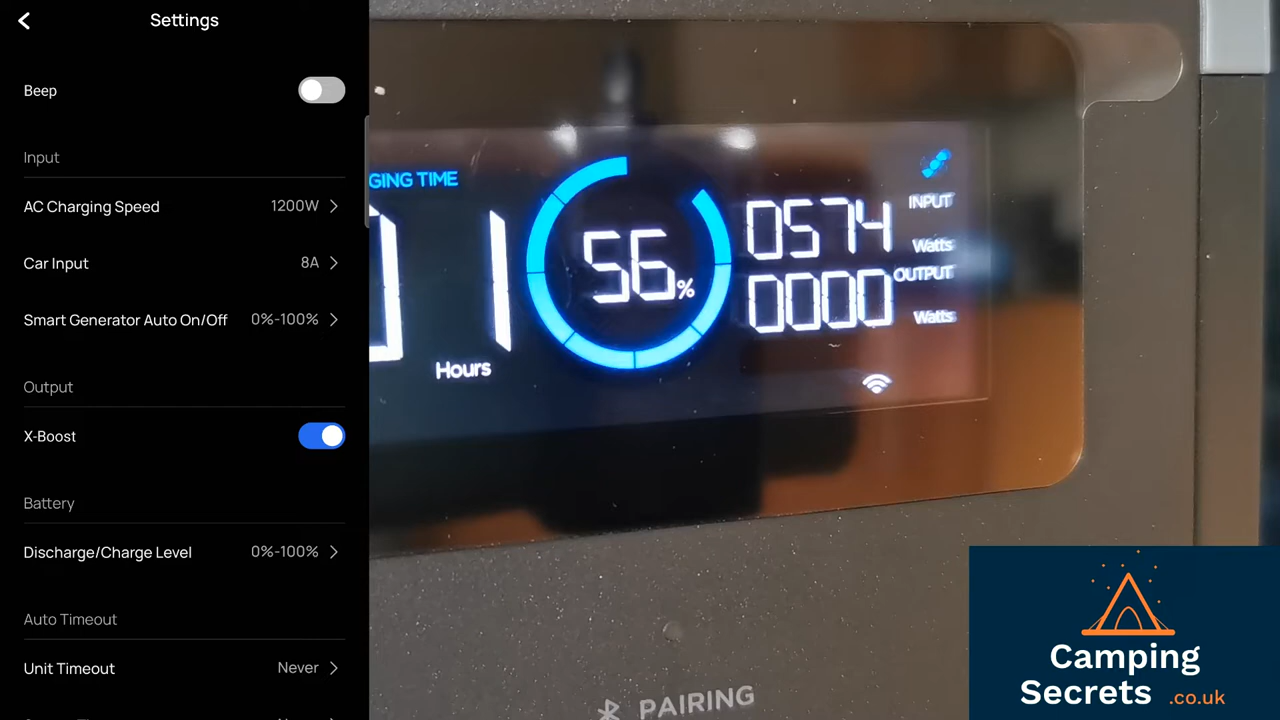 Settings
Beep
Input
AC Charging Speed 1200W
Car Input 8A
Smart Generator Auto On/Off 0%-100%
Output
X-Boost
Battery
Discharge/Charge Level 0%-100%
Auto Timeout
Unit Timeout Never
GING TIME
1
Hours
56%
0574 INPUT Watts
0000 OUTPUT Watts
PAIRING
Camping
Secrets .co.uk